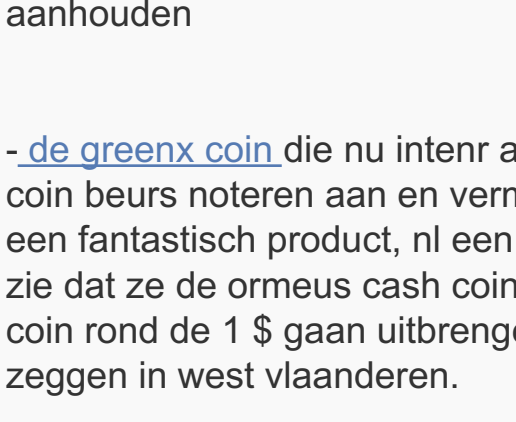 aanhouden
- de greenx coin die nu intenr a
coin beurs noteren aan en vern
een fantastisch product, nl een
zie dat ze de ormeus cash coin
coin rond de 1 $ gaan uitbreng
zeggen in west vlaanderen.